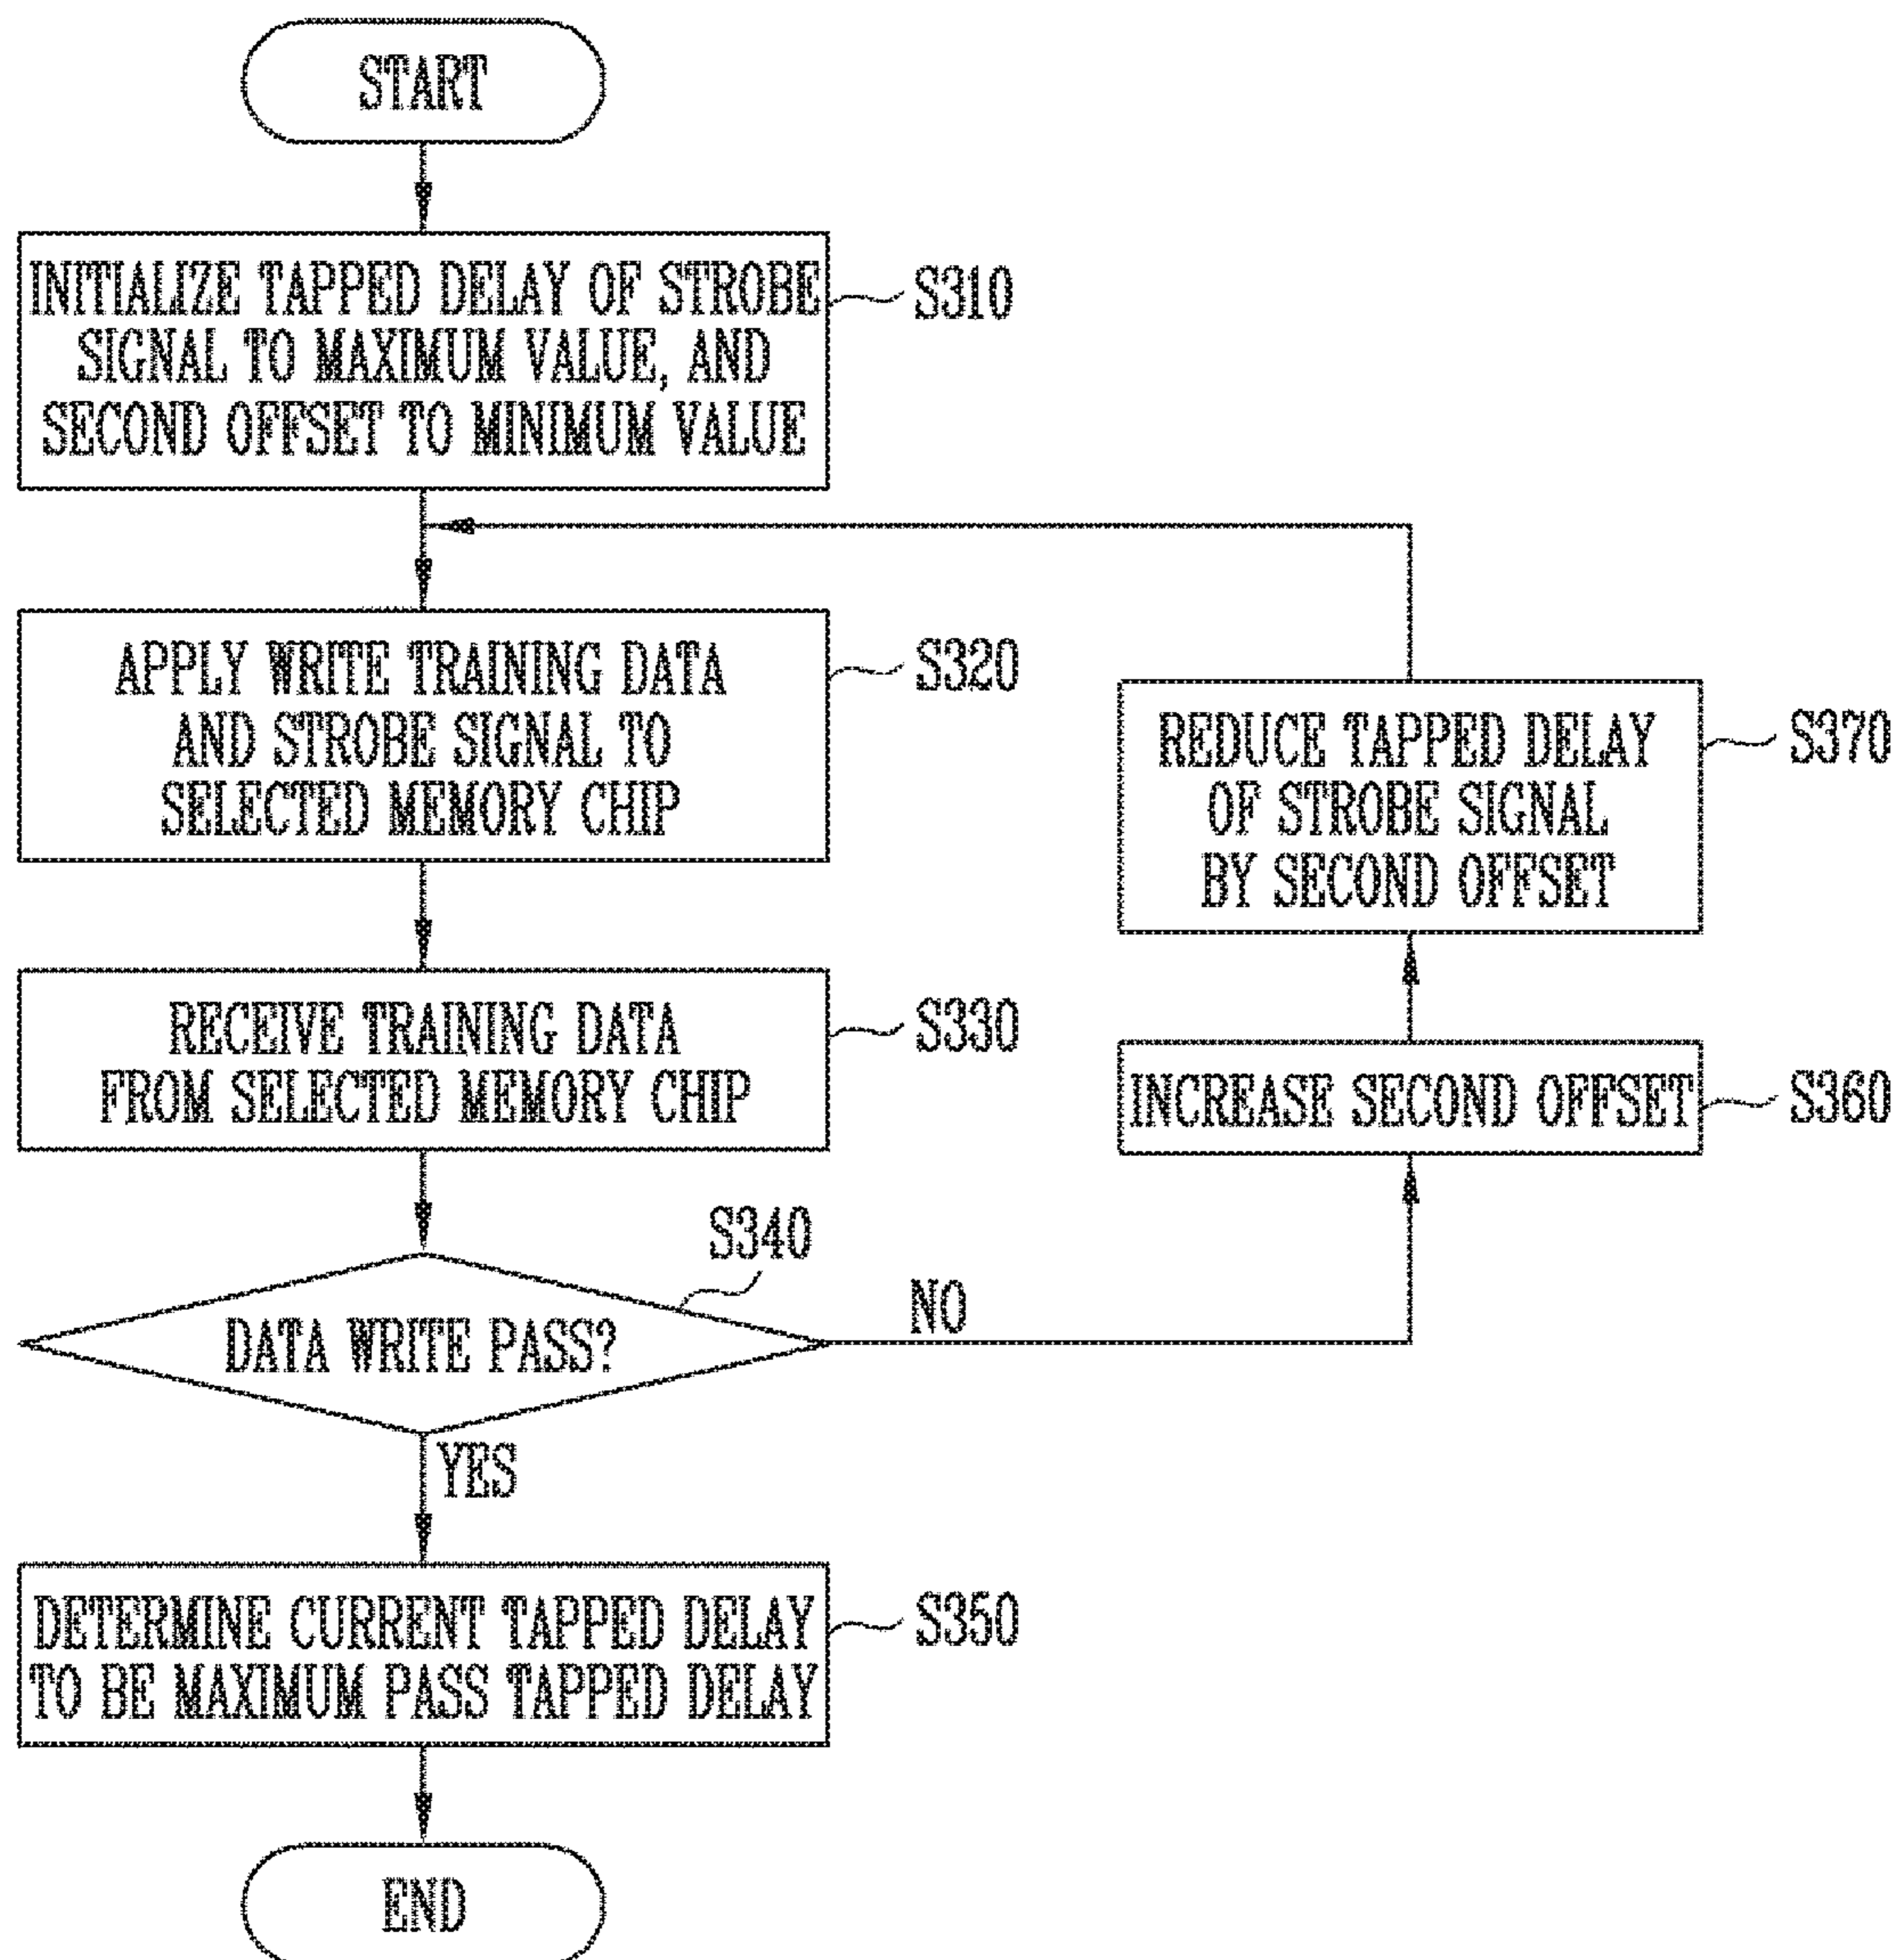 START
INITIALIZE TAPPED DELAY OF STROBE
SIGNAL TO MAXIMUM VALUE, AND
SECOND OFFSET TO MINIMUM VALUE
S310
APPLY WRITE TRAINING DATA
AND STROBE SIGNAL TO
SELECTED MEMORY CHIP
S320
RECEIVE TRAINING DATA
FROM SELECTED MEMORY CHIP
S330
DATA WRITE PASS?
S340
NO
YES
DETERMINE CURRENT TAPPED DELAY
TO BE MAXIMUM PASS TAPPED DELAY
S350
END
REDUCE TAPPED DELAY
OF STROBE SIGNAL
BY SECOND OFFSET
S370
INCREASE SECOND OFFSET
S360